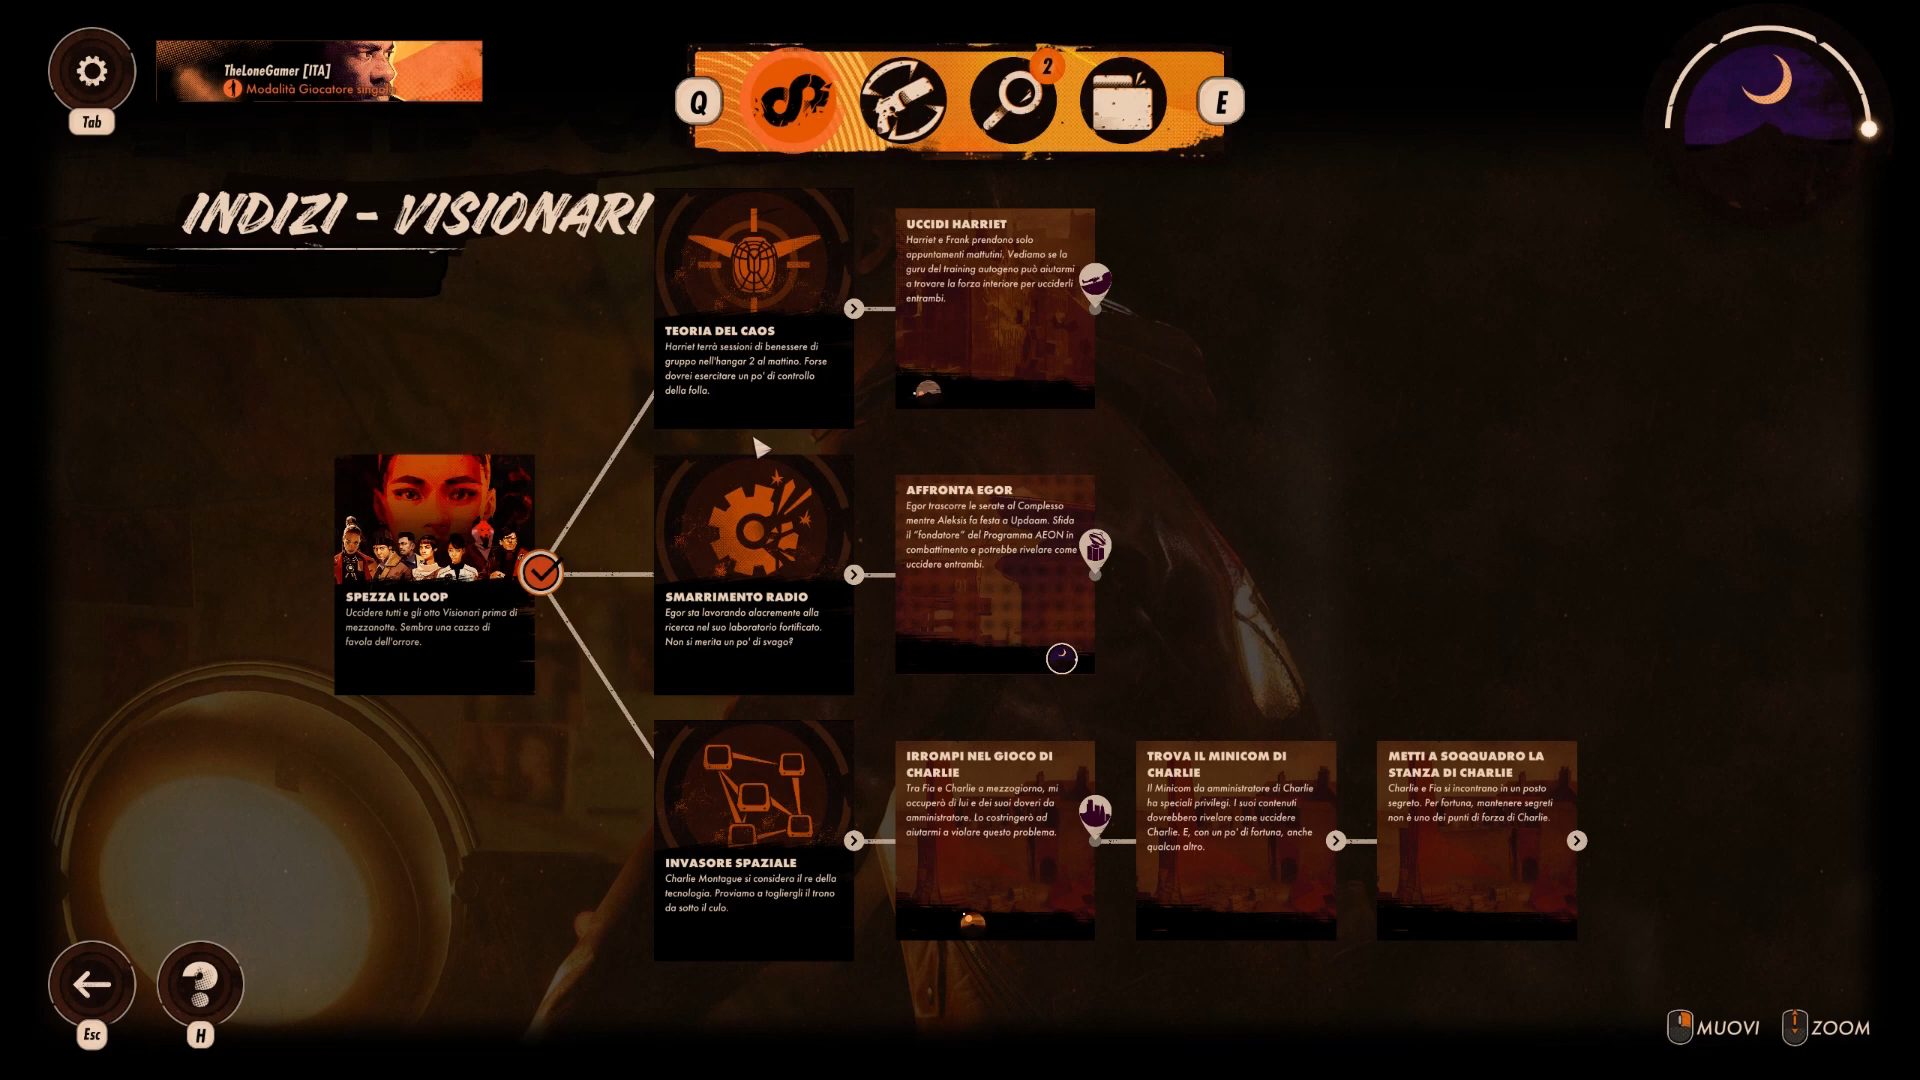 TheLoneGamer [ITA]
Modalità Giocatore singolo
Tab
Q
2
E
INDIZI - VISIONARI
TEORIA DEL CAOS
Harriet terrà sessioni di benessere di
gruppo nell'hangar 2 al mattino. Forse
dovrei esercitare un po' di controllo
della folla.
UCCIDI HARRIET
Harriet e Frank prendono solo
appuntamenti mattutini. Vediamo se la
guru del training autogeno può aiutarmi
a trovare la forza interiore per ucciderli
entrambi.
SPEZZA IL LOOP
Uccidere tutti e gli otto Visionari prima di
mezzanotte. Sembra una cazzo di
favola dell'orrore.
SMARRIMENTO RADIO
Egor sta lavorando alacremente alla
ricerca nel suo laboratorio fortificato.
Non si merita un po' di svago?
AFFRONTA EGOR
Egor trascorre le serate al Complesso
mentre Aleksis fa festa a Updaam. Sfida
il "fondatore" del Programma AEON in
combattimento e potrebbe rivelare come
uccidere entrambi.
INVASORE SPAZIALE
Charlie Montague si considera il re della
tecnologia. Proviamo a togliergli il trono
da sotto il culo.
IRROMPI NEL GIOCO DI
CHARLIE
Tra Fia e Charlie a mezzogiorno, mi
occuperò di lui e dei suoi doveri da
amministratore. Lo costringerò ad
aiutarmi a violare questo problema.
TROVA IL MINICOM DI
CHARLIE
Il Minicom da amministratore di Charlie
ha speciali privilegi. I suoi contenuti
dovrebbero rivelare come uccidere
Charlie. E, con un po' di fortuna, anche
qualcun altro.
METTI A SOQQUADRO LA
STANZA DI CHARLIE
Charlie e Fia si incontrano in un posto
segreto. Per fortuna, mantenere segreti
non è uno dei punti di forza di Charlie.
Esc
H
MUOVI
ZOOM